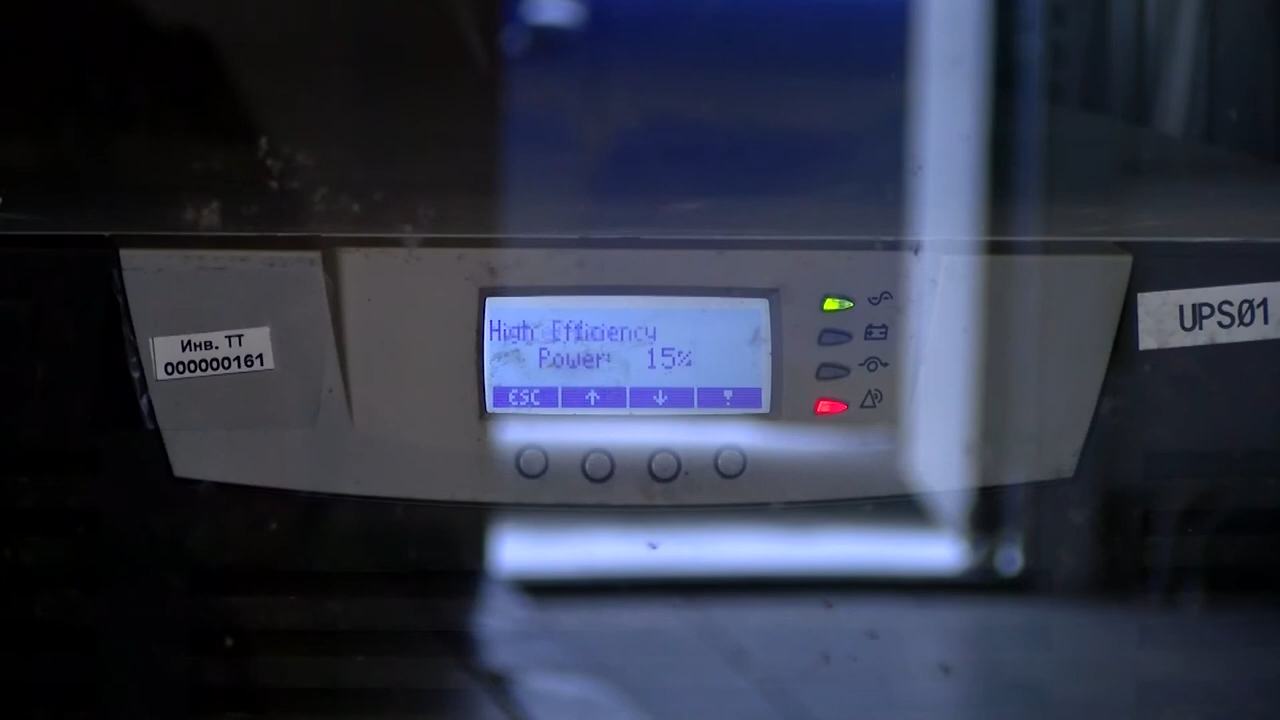 High Efficiency
Power: 15%
ESC
Инв. ТТ
000000161
UPS01